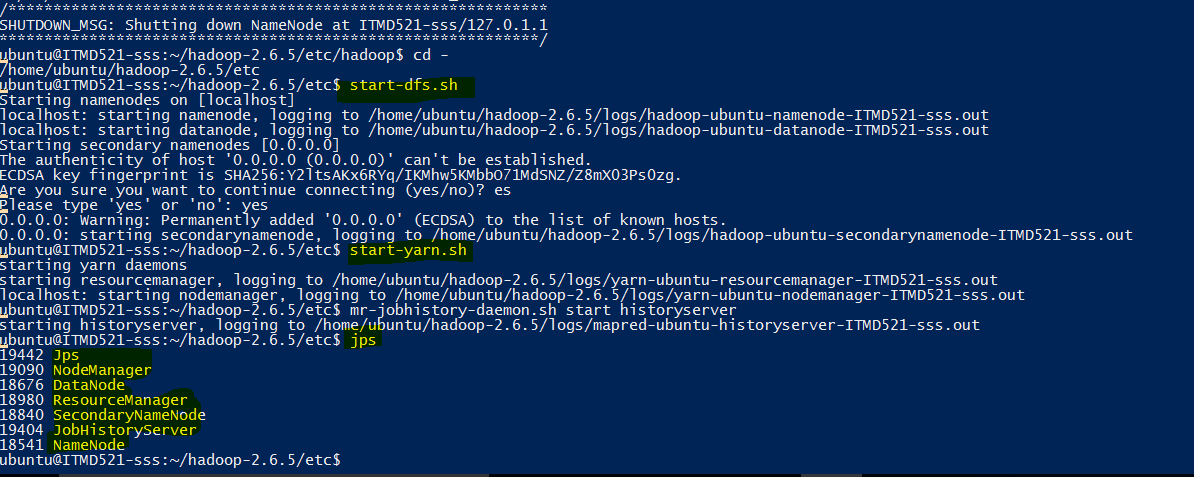 /************************************************************
SHUTDOWN_MSG: Shutting down NameNode at ITMD521-sss/127.0.1.1
************************************************************/
ubuntu@ITMD521-sss:~/hadoop-2.6.5/etc/hadoop$ cd -
/home/ubuntu/hadoop-2.6.5/etc
ubuntu@ITMD521-sss:~/hadoop-2.6.5/etc$ start-dfs.sh
Starting namenodes on [localhost]
localhost: starting namenode, logging to /home/ubuntu/hadoop-2.6.5/logs/hadoop-ubuntu-namenode-ITMD521-sss.out
localhost: starting datanode, logging to /home/ubuntu/hadoop-2.6.5/logs/hadoop-ubuntu-datanode-ITMD521-sss.out
Starting secondary namenodes [0.0.0.0]
The authenticity of host '0.0.0.0 (0.0.0.0)' can't be established.
ECDSA key fingerprint is SHA256:Y2ltsAKx6RYq/IKMhw5KMbbO71MdSNZ/Z8mXO3Ps0zg.
Are you sure you want to continue connecting (yes/no)? es
Please type 'yes' or 'no': yes
0.0.0.0: Warning: Permanently added '0.0.0.0' (ECDSA) to the list of known hosts.
0.0.0.0: starting secondarynamenode, logging to /home/ubuntu/hadoop-2.6.5/logs/hadoop-ubuntu-secondarynamenode-ITMD521-sss.out
ubuntu@ITMD521-sss:~/hadoop-2.6.5/etc$ start-yarn.sh
starting yarn daemons
starting resourcemanager, logging to /home/ubuntu/hadoop-2.6.5/logs/yarn-ubuntu-resourcemanager-ITMD521-sss.out
localhost: starting nodemanager, logging to /home/ubuntu/hadoop-2.6.5/logs/yarn-ubuntu-nodemanager-ITMD521-sss.out
ubuntu@ITMD521-sss:~/hadoop-2.6.5/etc$ mr-jobhistory-daemon.sh start historyserver
starting historyserver, logging to /home/ubuntu/hadoop-2.6.5/logs/mapred-ubuntu-historyserver-ITMD521-sss.out
ubuntu@ITMD521-sss:~/hadoop-2.6.5/etc$ jps
19442 Jps
19090 NodeManager
18676 DataNode
18980 ResourceManager
18840 SecondaryNameNode
19404 JobHistoryServer
18541 NameNode
ubuntu@ITMD521-sss:~/hadoop-2.6.5/etc$